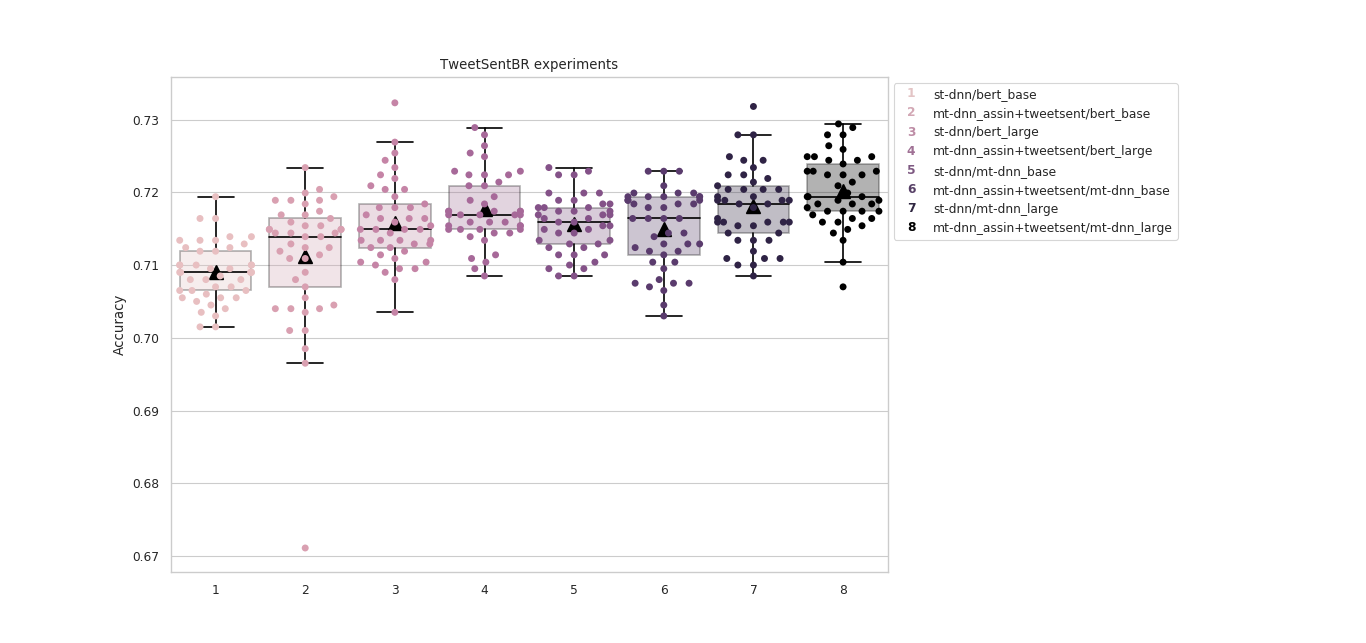 TweetSentBR experiments
Accuracy
0.73
0.72
0.71
0.70
0.69
0.68
0.67
1 2 3 4 5 6 7 8
1 st-dnn/bert_base
2 mt-dnn_assin+tweetsent/bert_base
3 st-dnn/bert_large
4 mt-dnn_assin+tweetsent/bert_large
5 st-dnn/mt-dnn_base
6 mt-dnn_assin+tweetsent/mt-dnn_base
7 st-dnn/mt-dnn_large
8 mt-dnn_assin+tweetsent/mt-dnn_large